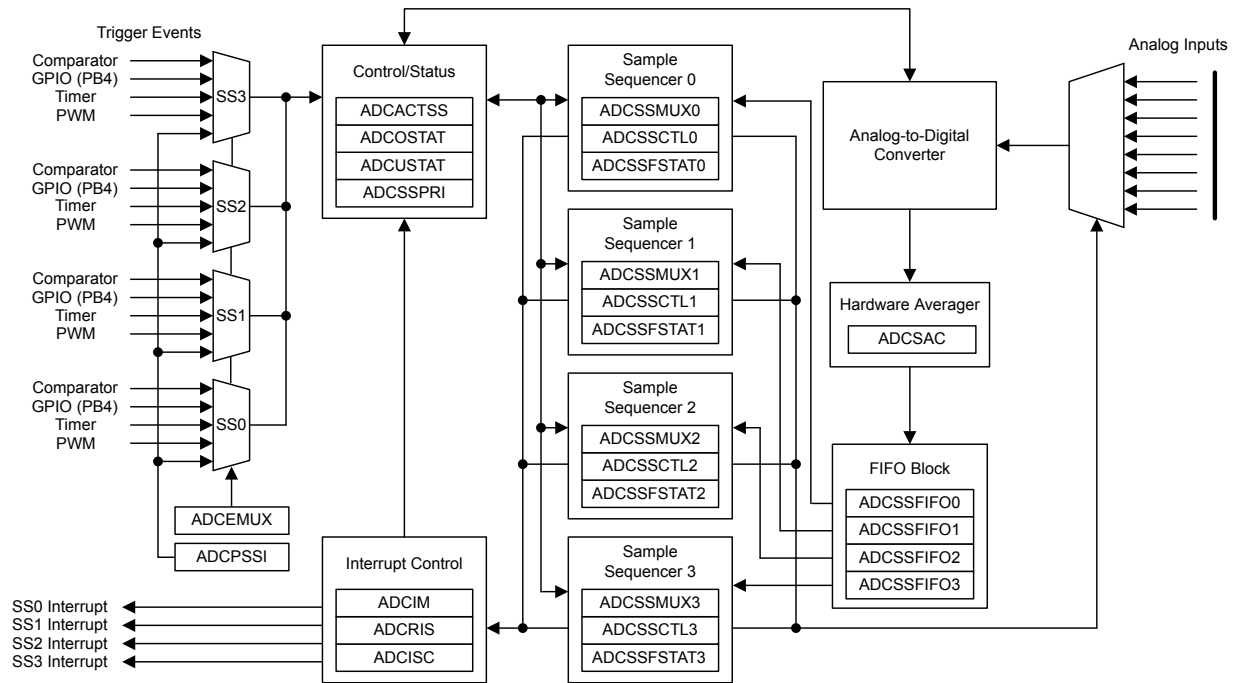 Trigger Events
Comparator
GPIO (PB4)
Timer
PWM
SS3
Comparator
GPIO (PB4)
Timer
PWM
SS2
Comparator
GPIO (PB4)
Timer
PWM
SS1
Comparator
GPIO (PB4)
Timer
PWM
SS0
ADCEMUX
ADCPSSI
Control/Status
ADCACTSS
ADCOSTAT
ADCUSTAT
ADCSSPRI
Interrupt Control
ADCIM
ADCRIS
ADCISC
SS0 Interrupt
SS1 Interrupt
SS2 Interrupt
SS3 Interrupt
Sample
Sequencer 0
ADCSSMUX0
ADCSSCTL0
ADCSSFSTAT0
Sample
Sequencer 1
ADCSSMUX1
ADCSSCTL1
ADCSSFSTAT1
Sample
Sequencer 2
ADCSSMUX2
ADCSSCTL2
ADCSSFSTAT2
Sample
Sequencer 3
ADCSSMUX3
ADCSSCTL3
ADCSSFSTAT3
Analog-to-Digital
Converter
Hardware Averager
ADCSAC
FIFO Block
ADCSSFIFO0
ADCSSFIFO1
ADCSSFIFO2
ADCSSFIFO3
Analog Inputs